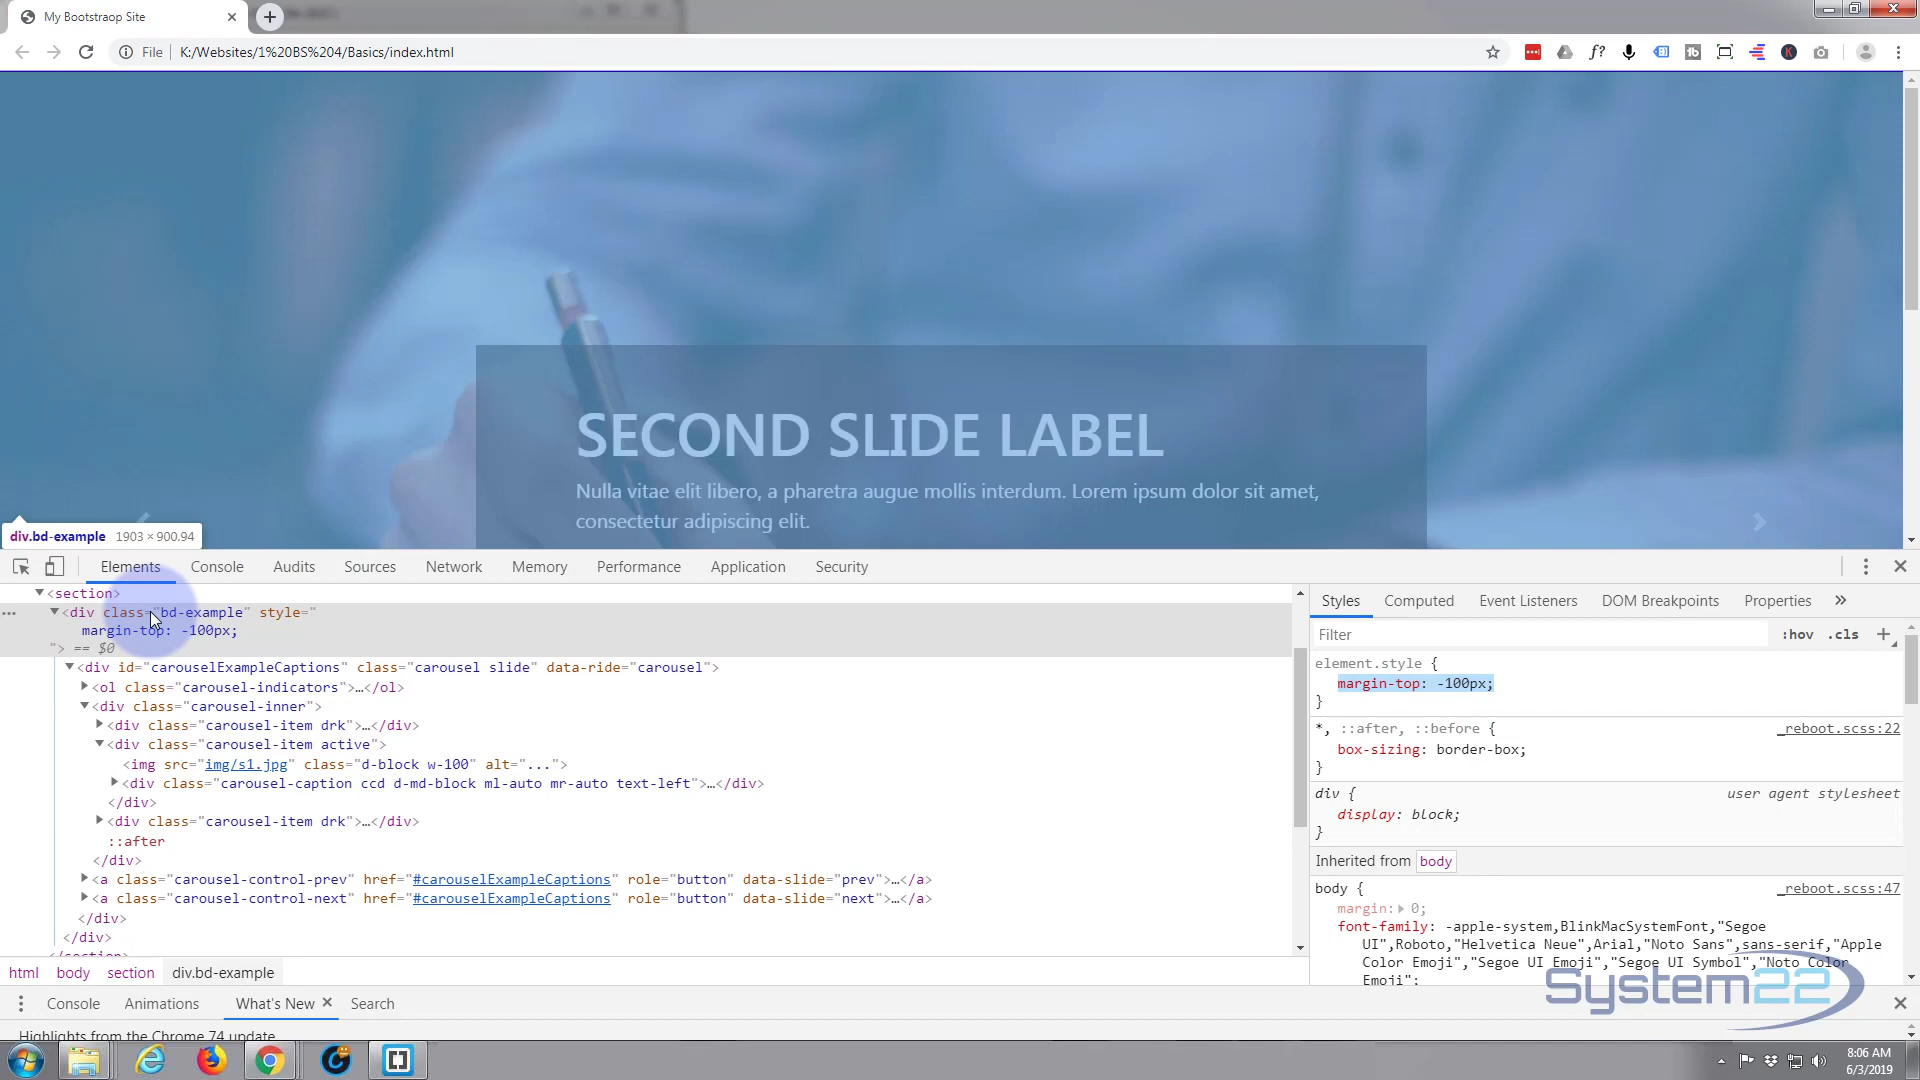 My Bootstraop Site
File
K:/Websites/1%20BS%204/Basics/index.html
SECOND SLIDE LABEL
Nulla vitae elit libero, a pharetra augue mollis interdum. Lorem ipsum dolor sit amet,
consectetur adipiscing elit.
div.bd-example 1903 × 900.94
Elements Console Audits Sources Network Memory Performance Application Security
<section>
<div class="bd-example" style="
margin-top: -100px;
"> == $0
<div id="carouselExampleCaptions" class="carousel slide" data-ride="carousel">
<ol class="carousel-indicators">…</ol>
<div class="carousel-inner">
<div class="carousel-item drk">…</div>
<div class="carousel-item active">
<img src="img/s1.jpg" class="d-block w-100" alt="...">
<div class="carousel-caption ccd d-md-block ml-auto mr-auto text-left">…</div>
</div>
<div class="carousel-item drk">…</div>
::after
</div>
<a class="carousel-control-prev" href="#carouselExampleCaptions" role="button" data-slide="prev">…</a>
<a class="carousel-control-next" href="#carouselExampleCaptions" role="button" data-slide="next">…</a>
</div>
</div>
</section>
html body section div.bd-example
Styles Computed Event Listeners DOM Breakpoints Properties »
Filter :hov .cls +
element.style {
margin-top: -100px;
}
*, ::after, ::before { _reboot.scss:22
box-sizing: border-box;
}
div { user agent stylesheet
display: block;
}
Inherited from body
body { _reboot.scss:47
margin: 0;
font-family: -apple-system,BlinkMacSystemFont,"Segoe
UI",Roboto,"Helvetica Neue",Arial,"Noto Sans",sans-serif,"Apple
Color Emoji","Segoe UI Emoji","Segoe UI Symbol","Noto Color
Emoji";
System22
Console Animations What's New Search
Highlights from the Chrome 74 update
8:06 AM
6/3/2019